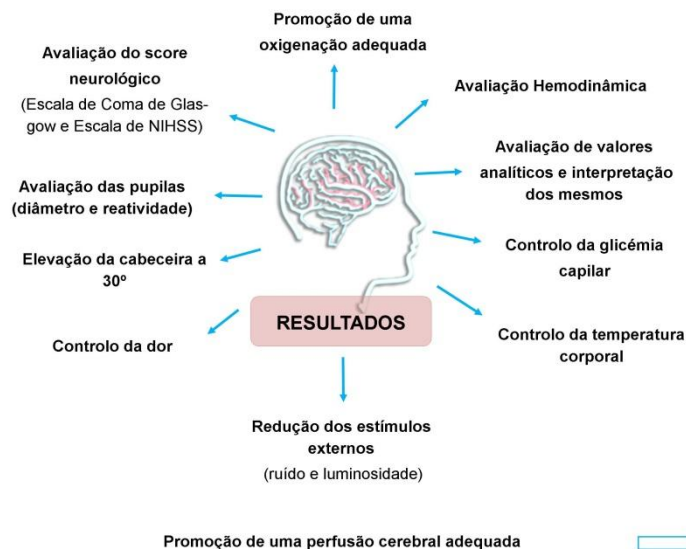 Promoção de uma
oxigenação adequada
Avaliação do score
neurológico
(Escala de Coma de Glas-
gow e Escala de NIHSS)
Avaliação Hemodinâmica
Avaliação de valores
analíticos e interpretação
dos mesmos
Avaliação das pupilas
(diâmetro e reatividade)
Controlo da glicémia
capilar
Elevação da cabeceira a
30º
RESULTADOS
Controlo da temperatura
corporal
Controlo da dor
Redução dos estímulos
externos
(ruído e luminosidade)
Promoção de uma perfusão cerebral adequada